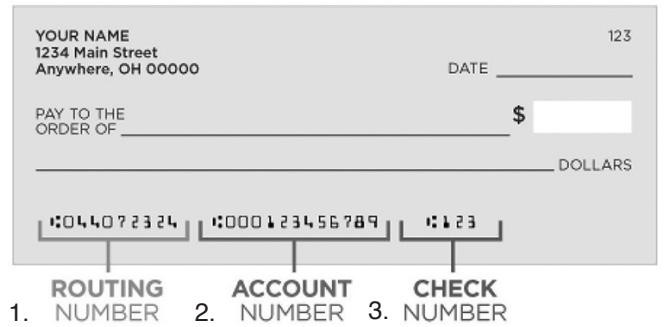 YOUR NAME 123
1234 Main Street
Anywhere, OH 00000
DATE
PAY TO THE
ORDER OF $
DOLLARS
⑆044072324 ⑆000123456789 ⑆123
ROUTING ACCOUNT CHECK
1. NUMBER 2. NUMBER 3. NUMBER